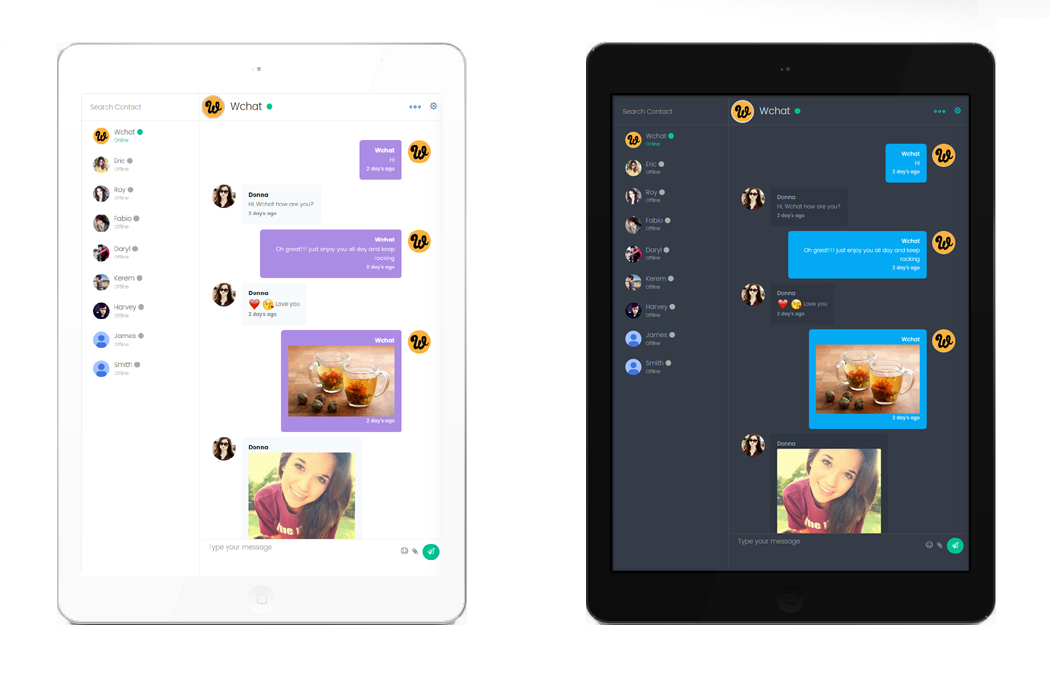 Search Contact
W Wchat
Wchat
Online
Eric
Offline
Roy
Offline
Fabio
Offline
Daryl
Offline
Kerem
Offline
Harvey
Offline
James
Offline
Smith
Offline
W
Wchat
Hi
2 day's ago
W
Donna
Hi, Wchat how are you?
2 day's ago
Wchat
Oh great!!! just enjoy you all day and keep
rocking
2 day's ago
W
Donna
Love you
2 day's ago
Wchat
2 day's ago
W
Donna
Type your message
Search Contact
W Wchat
Wchat
Online
Eric
Offline
Roy
Offline
Fabio
Offline
Daryl
Offline
Kerem
Offline
Harvey
Offline
James
Offline
Smith
Offline
W
Wchat
Hi
2 day's ago
W
Donna
Hi, Wchat how are you?
2 day's ago
Wchat
Oh great!!! just enjoy you all day and keep
rocking
2 day's ago
W
Donna
Love you
2 day's ago
Wchat
2 day's ago
W
Donna
Type your message